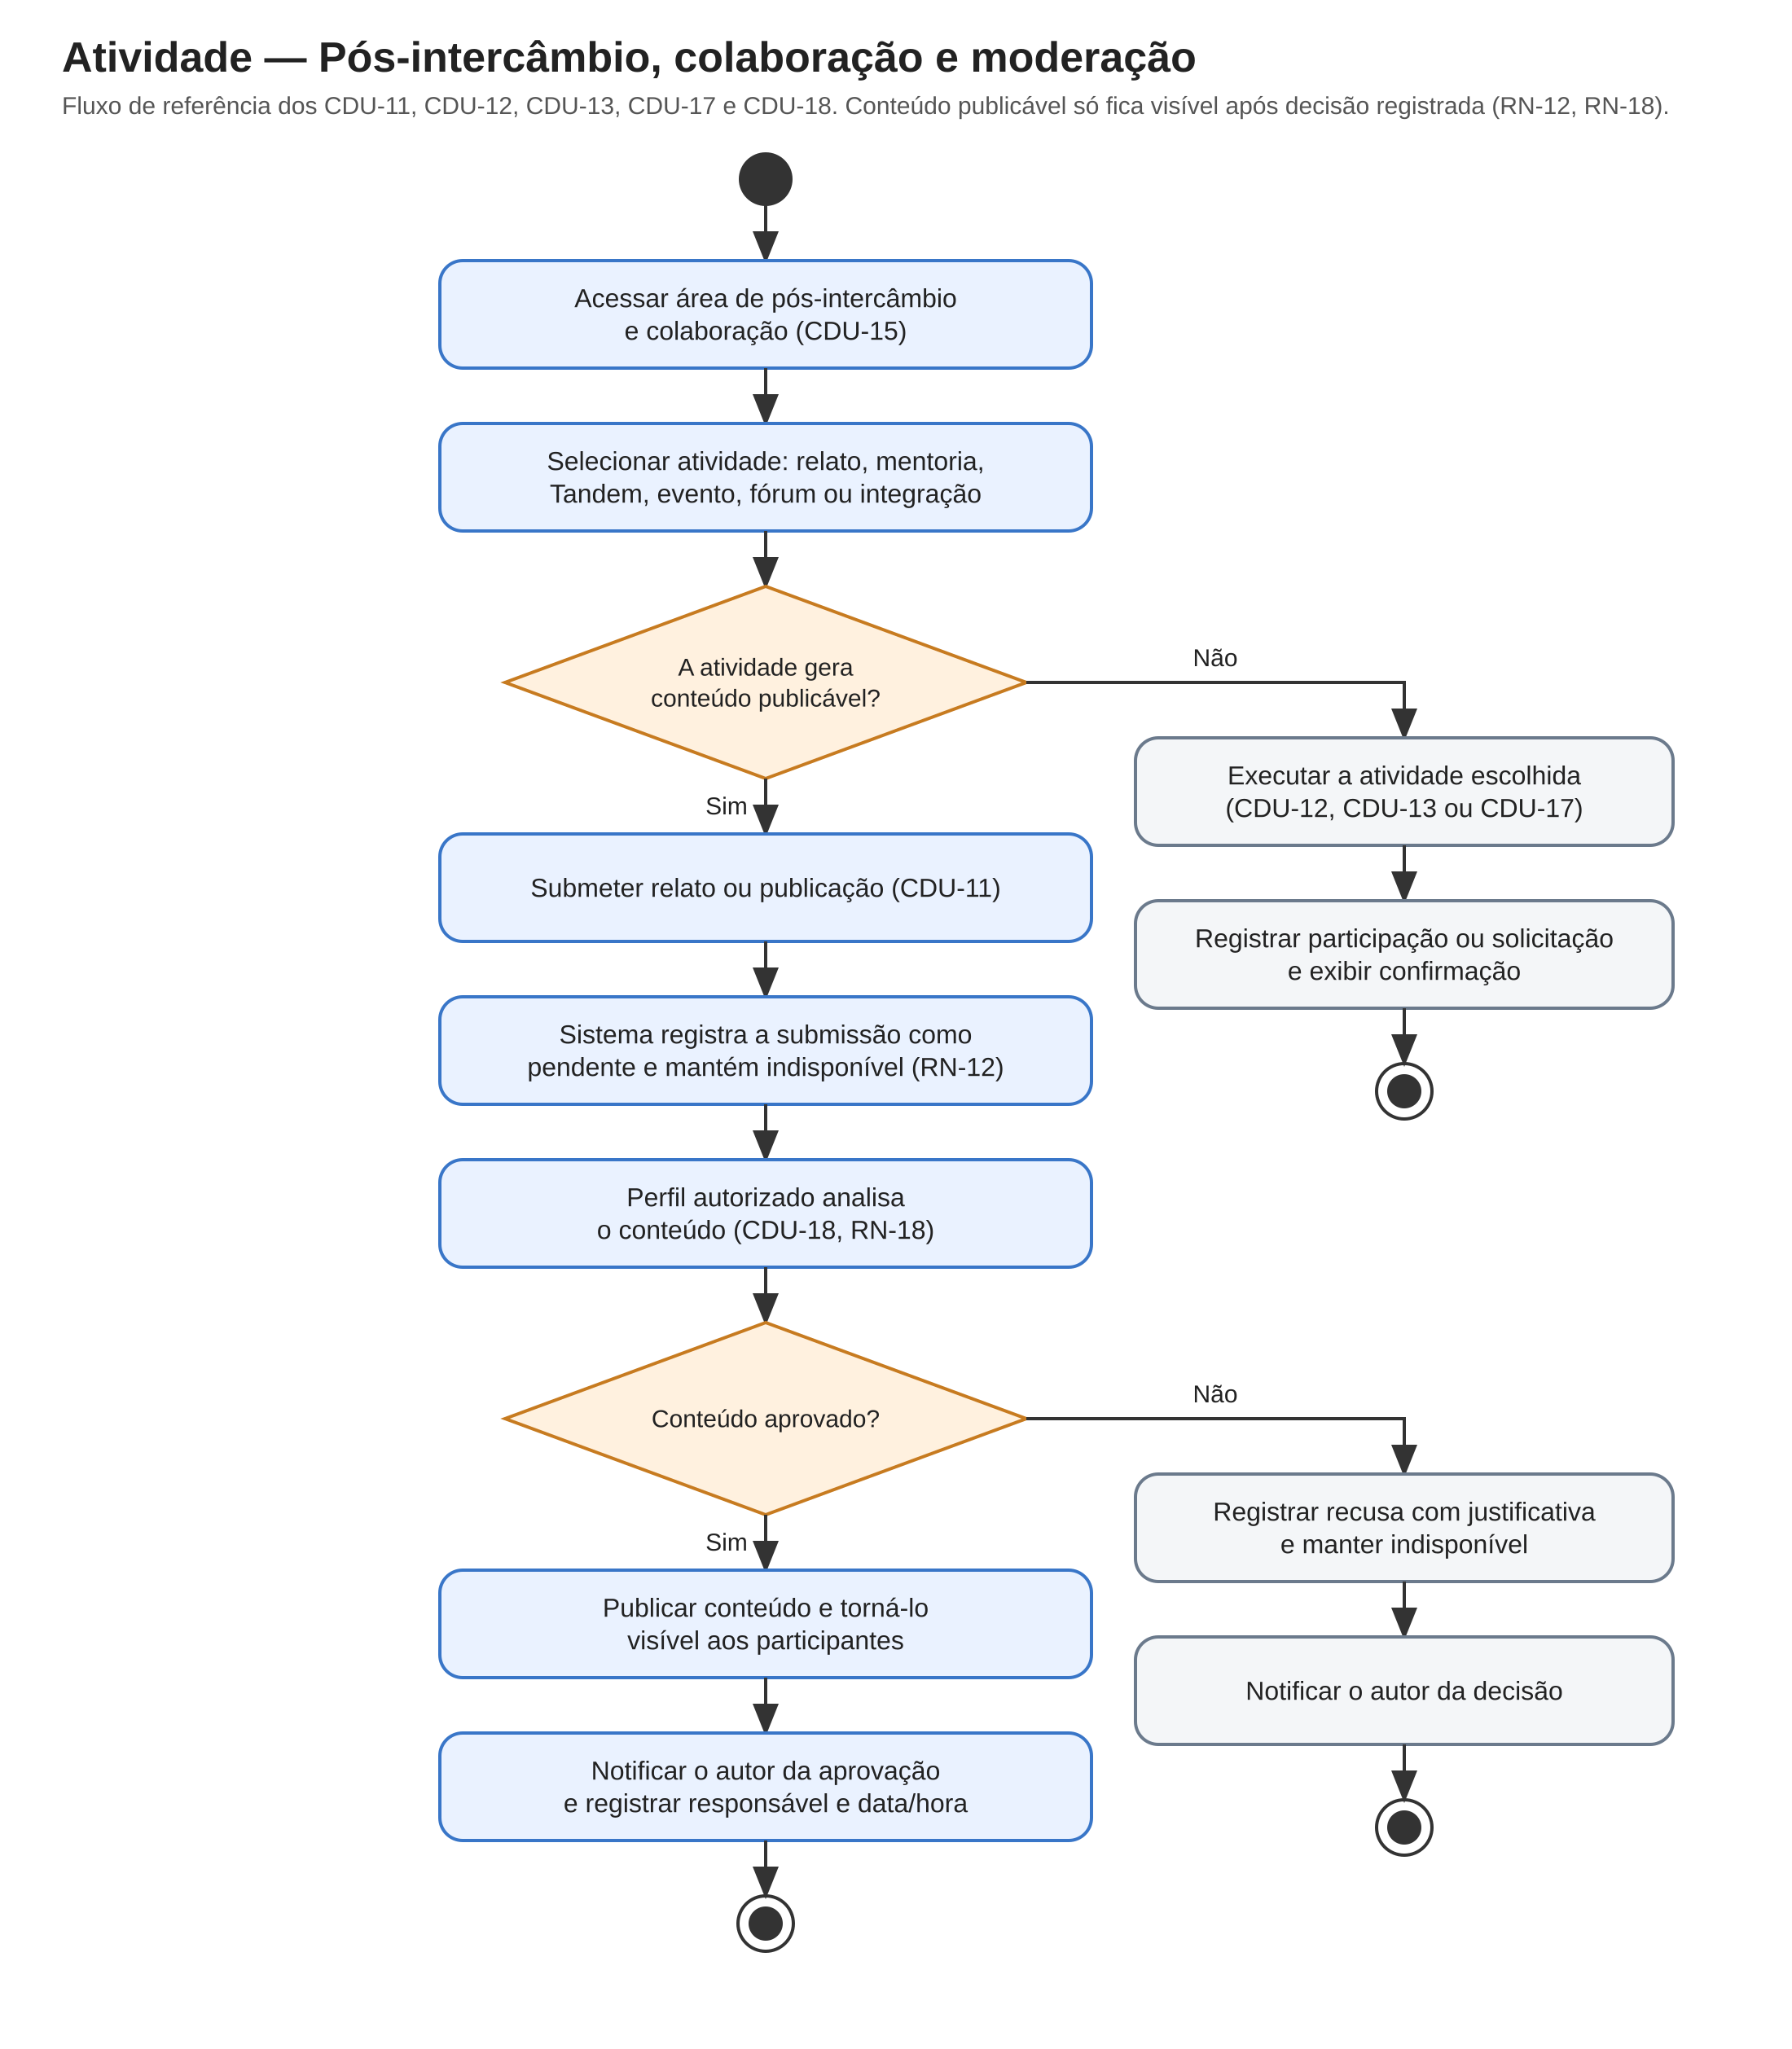 Atividade — Pós-intercâmbio, colaboração e moderação
Fluxo de referência dos CDU-11, CDU-12, CDU-13, CDU-17 e CDU-18. Conteúdo publicável só fica visível após decisão registrada (RN-12, RN-18).
Acessar área de pós-intercâmbio
e colaboração (CDU-15)
Selecionar atividade: relato, mentoria,
Tandem, evento, fórum ou integração
A atividade gera
conteúdo publicável?
Não
Executar a atividade escolhida
(CDU-12, CDU-13 ou CDU-17)
Registrar participação ou solicitação
e exibir confirmação
Sim
Submeter relato ou publicação (CDU-11)
Sistema registra a submissão como
pendente e mantém indisponível (RN-12)
Perfil autorizado analisa
o conteúdo (CDU-18, RN-18)
Conteúdo aprovado?
Não
Registrar recusa com justificativa
e manter indisponível
Notificar o autor da decisão
Sim
Publicar conteúdo e torná-lo
visível aos participantes
Notificar o autor da aprovação
e registrar responsável e data/hora